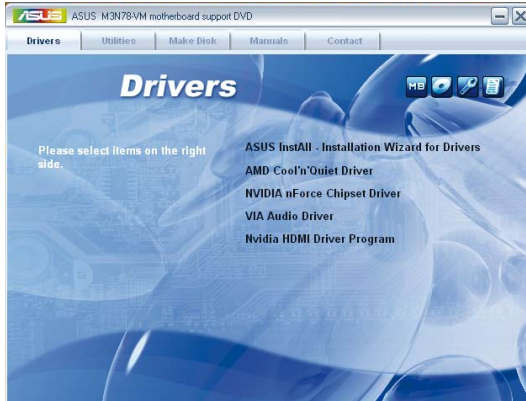 ASUS M3N78-VM motherboard support DVD
Drivers Utilities Make Disk Manuals Contact
Drivers
MB
Please select items on the right
side.
ASUS InstAll - Installation Wizard for Drivers
AMD Cool'n'Quiet Driver
NVIDIA nForce Chipset Driver
VIA Audio Driver
Nvidia HDMI Driver Program